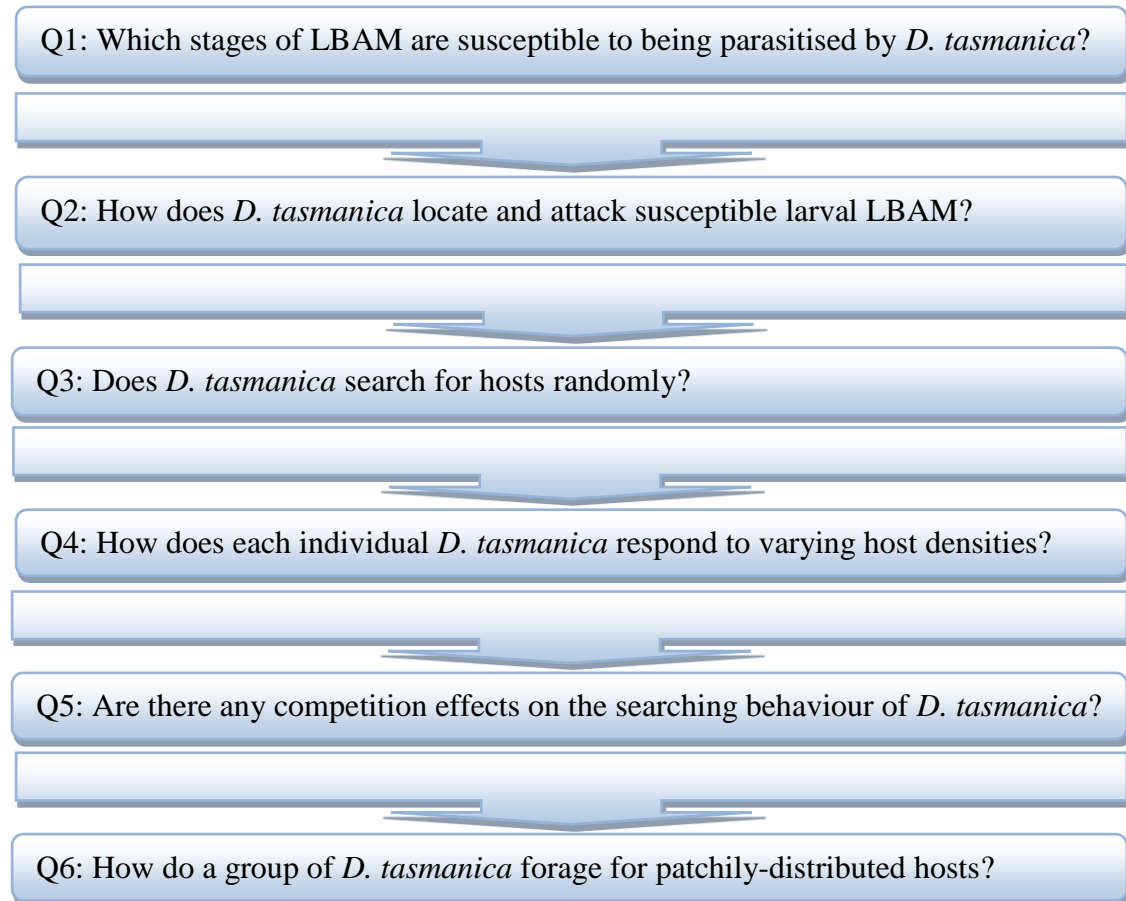 Q1: Which stages of LBAM are susceptible to being parasitised by D. tasmanica?
Q2: How does D. tasmanica locate and attack susceptible larval LBAM?
Q3: Does D. tasmanica search for hosts randomly?
Q4: How does each individual D. tasmanica respond to varying host densities?
Q5: Are there any competition effects on the searching behaviour of D. tasmanica?
Q6: How do a group of D. tasmanica forage for patchily-distributed hosts?